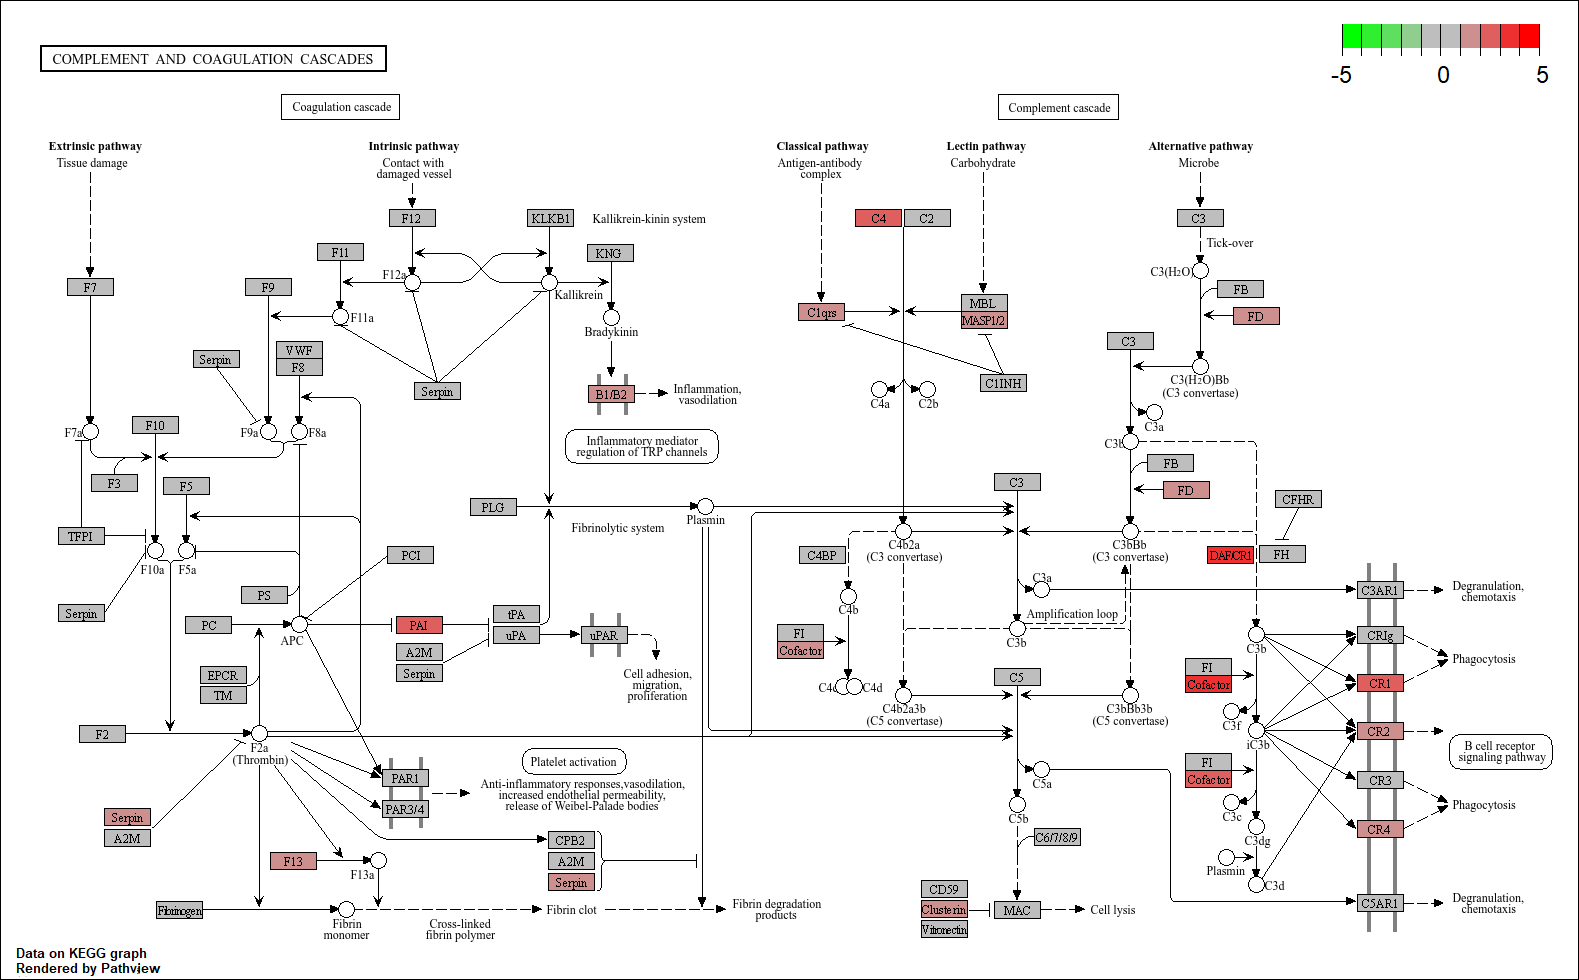 COMPLEMENT AND COAGULATION CASCADES
-5 0 5
Coagulation cascade
Complement cascade
Extrinsic pathway
Tissue damage
Intrinsic pathway
Contact with
damaged vessel
Classical pathway
Antigen-antibody
complex
Lectin pathway
Carbohydrate
Alternative pathway
Microbe
F12
KLKB1
Kallikrein-kinin system
C4
C2
C3
Tick-over
F11
KNG
F12a
Kallikrein
C3(H2O)
F7
F9
FB
MBL
MASP1/2
C1qrs
FD
F11a
Bradykinin
VWF
F8
Serpin
Serpin
C3
C3(H2O)Bb
(C3 convertase)
C1INH
B1/B2
Inflammation,
vasodilation
C4a
C2b
C3a
F7a
F10
F9a
F8a
C3b
Inflammatory mediator
regulation of TRP channels
FB
F3
F5
C3
FD
CFHR
PLG
Plasmin
Fibrinolytic system
TFPI
C4b2a
(C3 convertase)
C3bBb
(C3 convertase)
C4BP
DAF/CR1
FH
PCI
F10a
F5a
C3a
C3AR1
Degranulation,
chemotaxis
PS
C4b
Serpin
Amplification loop
PC
APC
PAI
tPA
uPA
uPAR
FI
Cofactor
C3b
C3b
CRIg
Phagocytosis
A2M
Serpin
Cell adhesion,
migration,
proliferation
EPCR
TM
C5
FI
Cofactor
CR1
C4c
C4d
C4b2a3b
(C5 convertase)
C3bBb3b
(C5 convertase)
C3f
F2
F2a
(Thrombin)
iC3b
CR2
B cell receptor
signaling pathway
Platelet activation
PAR1
PAR3/4
Anti-inflammatory responses,vasodilation,
increased endothelial permeability,
release of Weibel-Palade bodies
C5a
FI
Cofactor
CR3
Phagocytosis
C3c
C5b
Serpin
A2M
CPB2
A2M
Serpin
C6/7/8/9
C3dg
CR4
F13
F13a
Plasmin
C3d
CD59
Clusterin
Vitronectin
MAC
Cell lysis
C5AR1
Degranulation,
chemotaxis
Fibrinogen
Fibrin
monomer
Cross-linked
fibrin polymer
Fibrin clot
Fibrin degradation
products
Data on KEGG graph
Rendered by Pathview